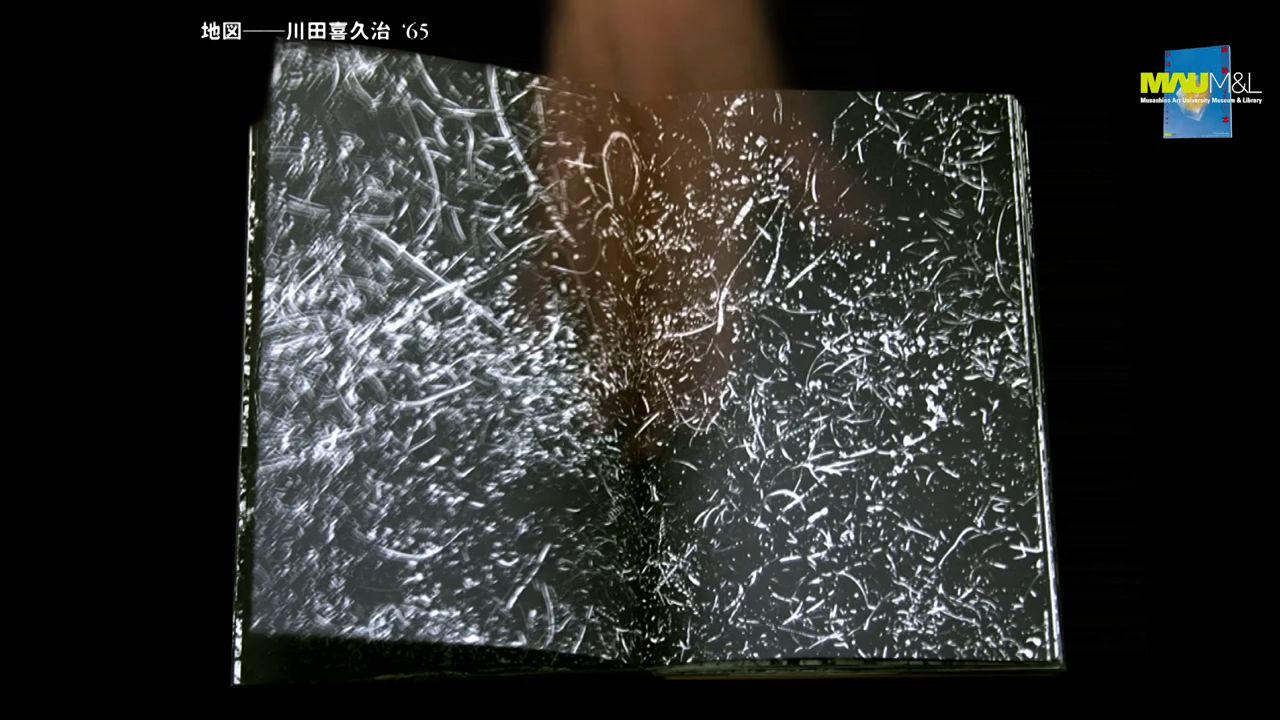 地図——川田喜久治 ‘65
MAU M&L
Musashino Art University Museum & Library